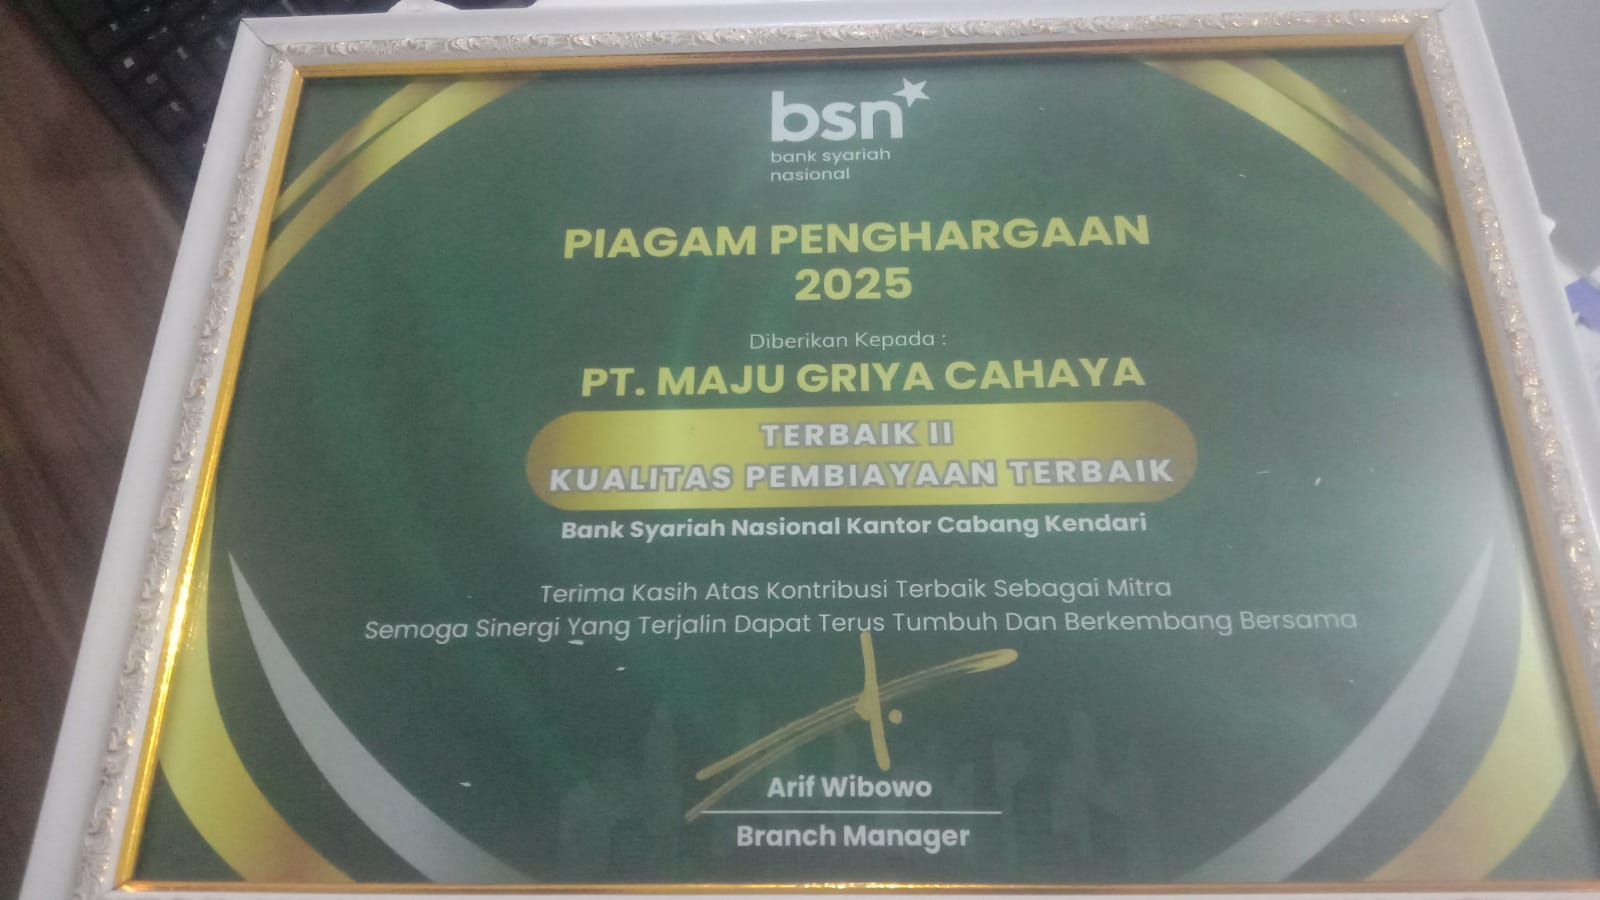 bsn
bank syariah
nasional
PIAGAM PENGHARGAAN
2025
Diberikan Kepada :
PT. MAJU GRIYA CAHAYA
TERBAIK II
KUALITAS PEMBIAYAAN TERBAIK
Bank Syariah Nasional Kantor Cabang Kendari
Terima Kasih Atas Kontribusi Terbaik Sebagai Mitra
Semoga Sinergi Yang Terjalin Dapat Terus Tumbuh Dan Berkembang Bersama
Arif Wibowo
Branch Manager